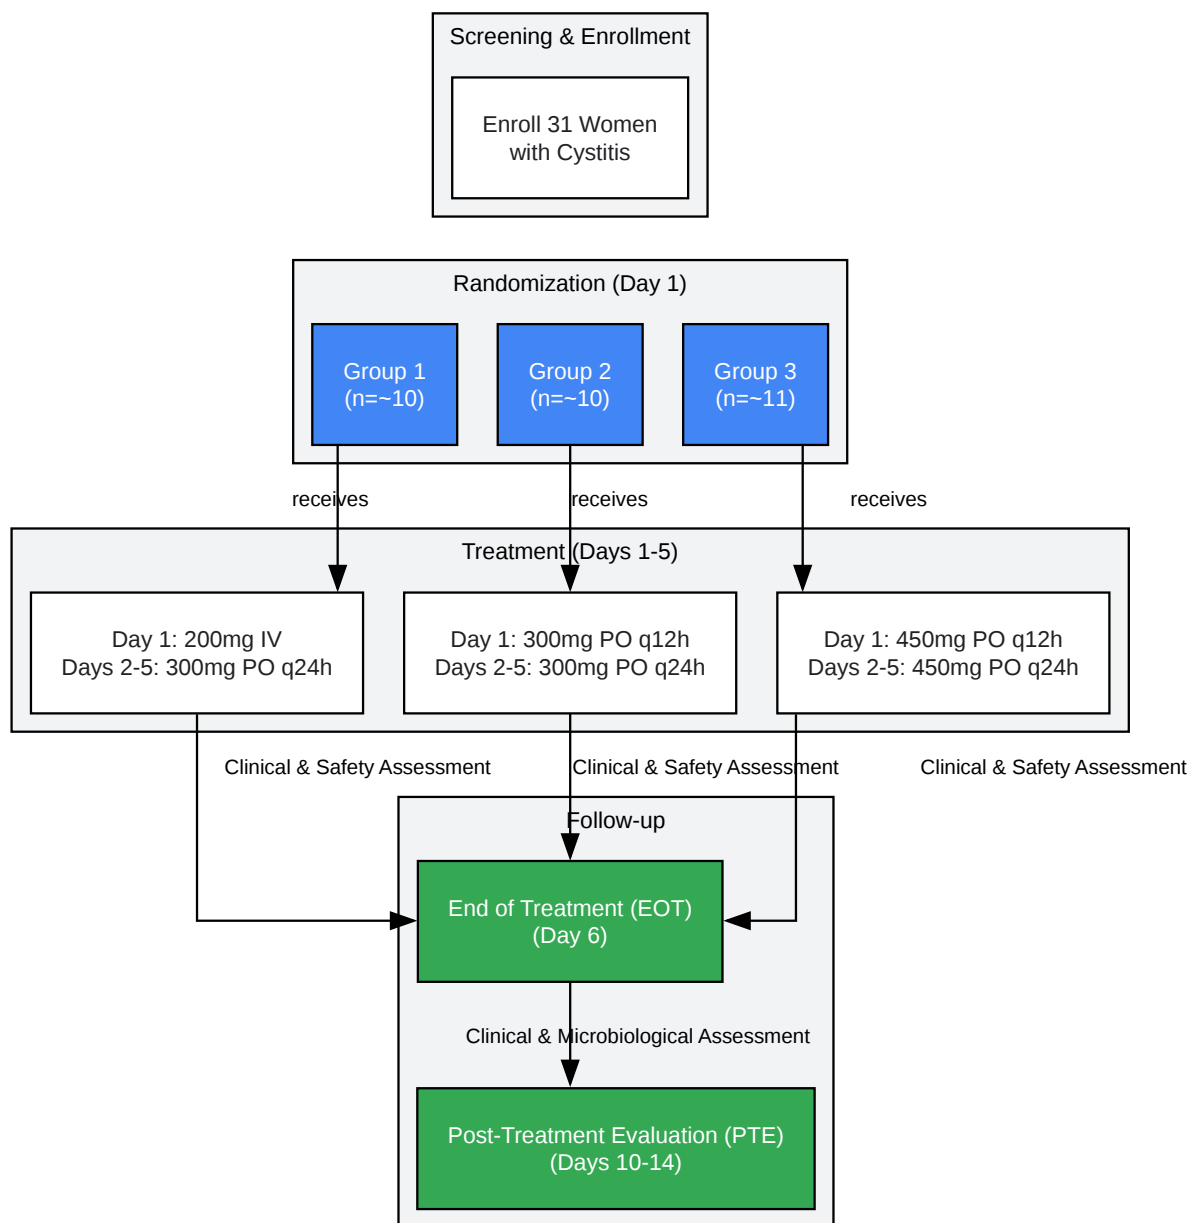 Screening & Enrollment
Enroll 31 Women
with Cystitis
Randomization (Day 1)
Group 1
(n=~10)
Group 2
(n=~10)
Group 3
(n=~11)
receives
receives
receives
Treatment (Days 1-5)
Day 1: 200mg IV
Days 2-5: 300mg PO q24h
Day 1: 300mg PO q12h
Days 2-5: 300mg PO q24h
Day 1: 450mg PO q12h
Days 2-5: 450mg PO q24h
Clinical & Safety Assessment
Clinical & Safety Assessment
Clinical & Safety Assessment
Follow-up
End of Treatment (EOT)
(Day 6)
Clinical & Microbiological Assessment
Post-Treatment Evaluation (PTE)
(Days 10-14)